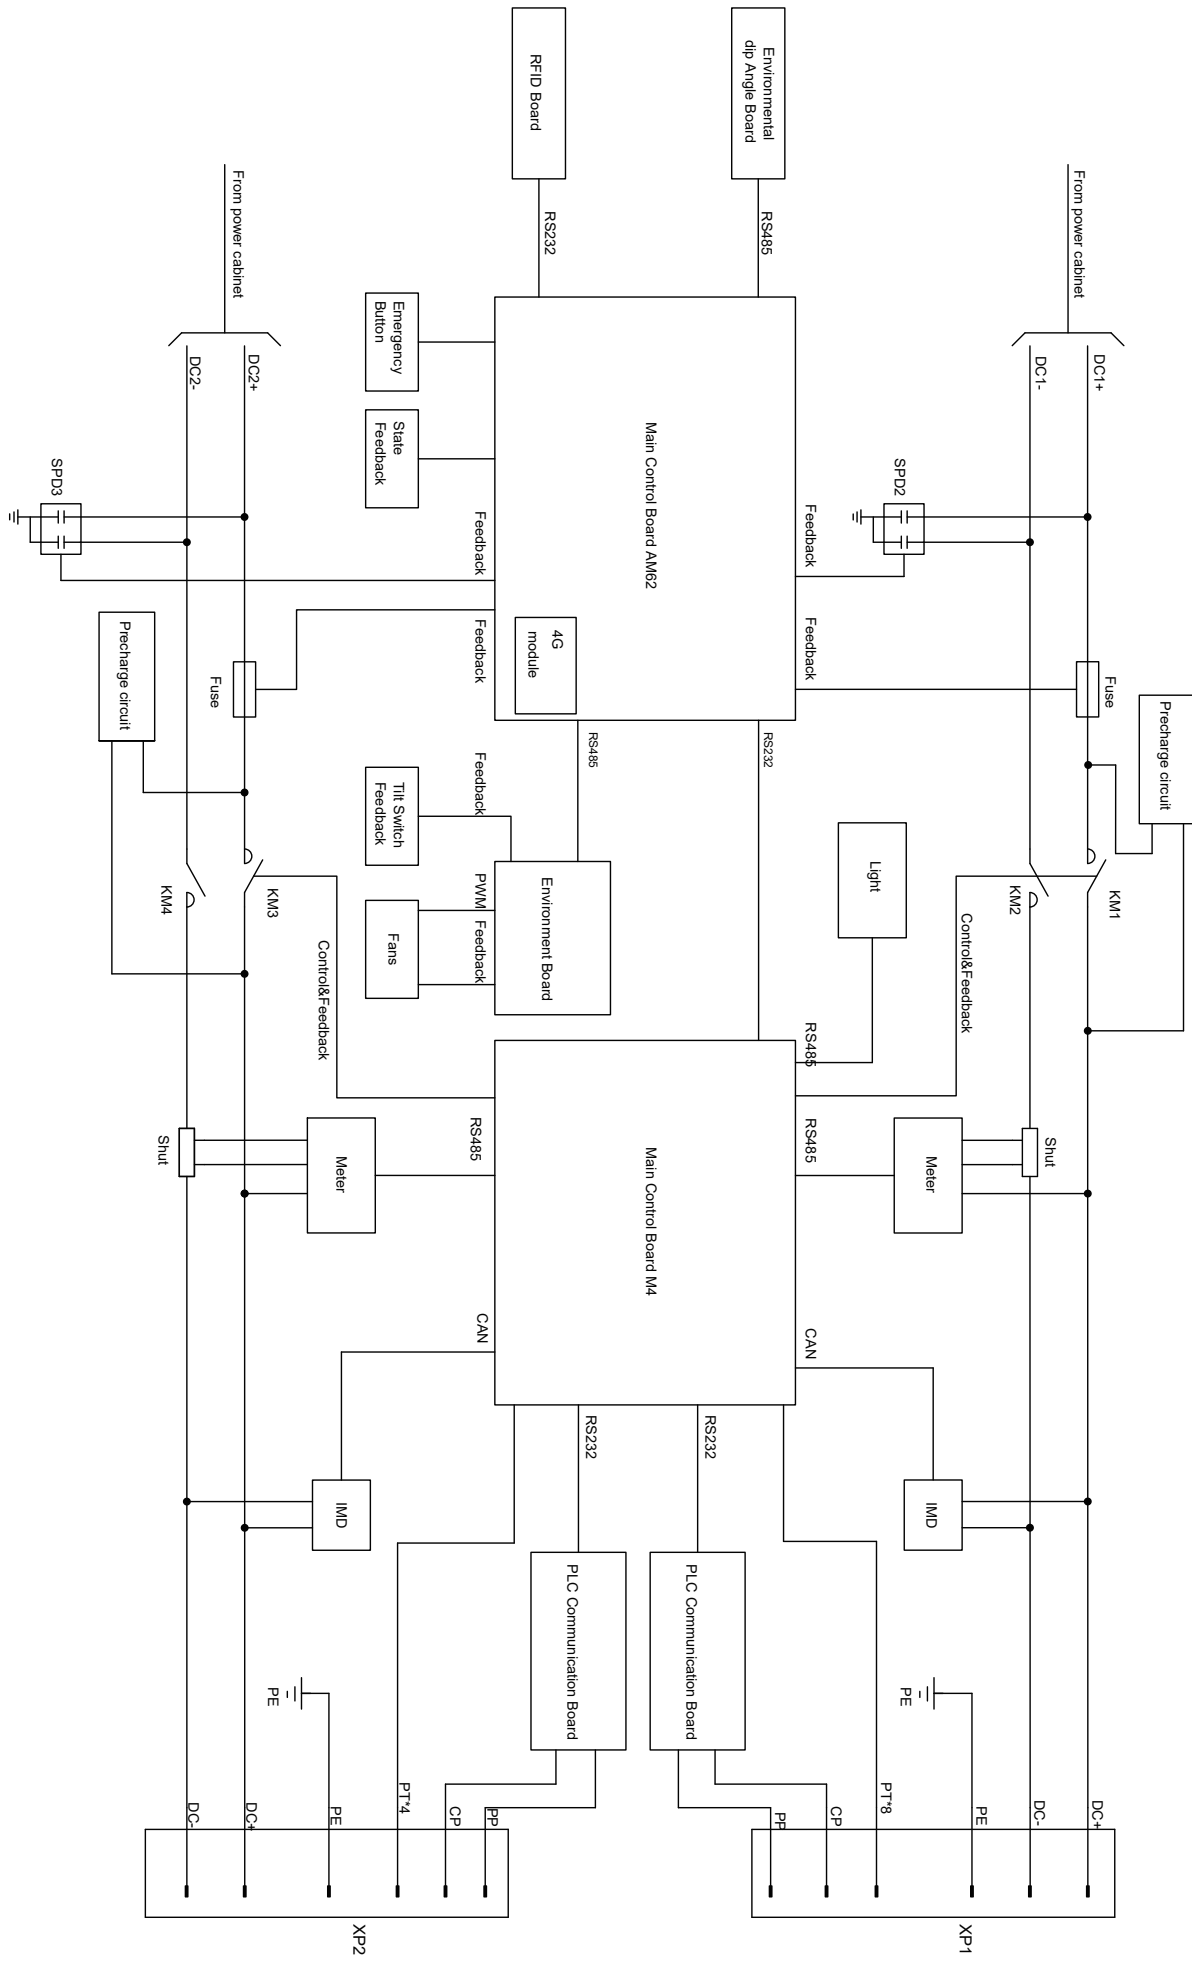 From power cabinet
DC1+
DC1-
SPD2
Feedback
Fuse
Feedback
Precharge circuit
KM1
KM2
Control&Feedback
Light
RS485
Shut
Meter
RS485
CAN
IMD
PE
PT*8
PE
DC-
DC+
CP
PP
XP1
Environmental
dip Angle Board
RS485
RFID Board
RS232
Main Control Board AM62
4G
module
RS232
RS485
Emergency
Button
State
Feedback
Feedback
Feedback
Tilt Switch
Feedback
Feedback
Environment Board
PWM
Feedback
Fans
Main Control Board M4
RS232
PLC Communication Board
RS232
PLC Communication Board
From power cabinet
DC2+
DC2-
SPD3
Fuse
Precharge circuit
KM3
KM4
Control&Feedback
RS485
Meter
Shut
CAN
IMD
PE
PP
CP
PT*4
PE
DC+
DC-
XP2